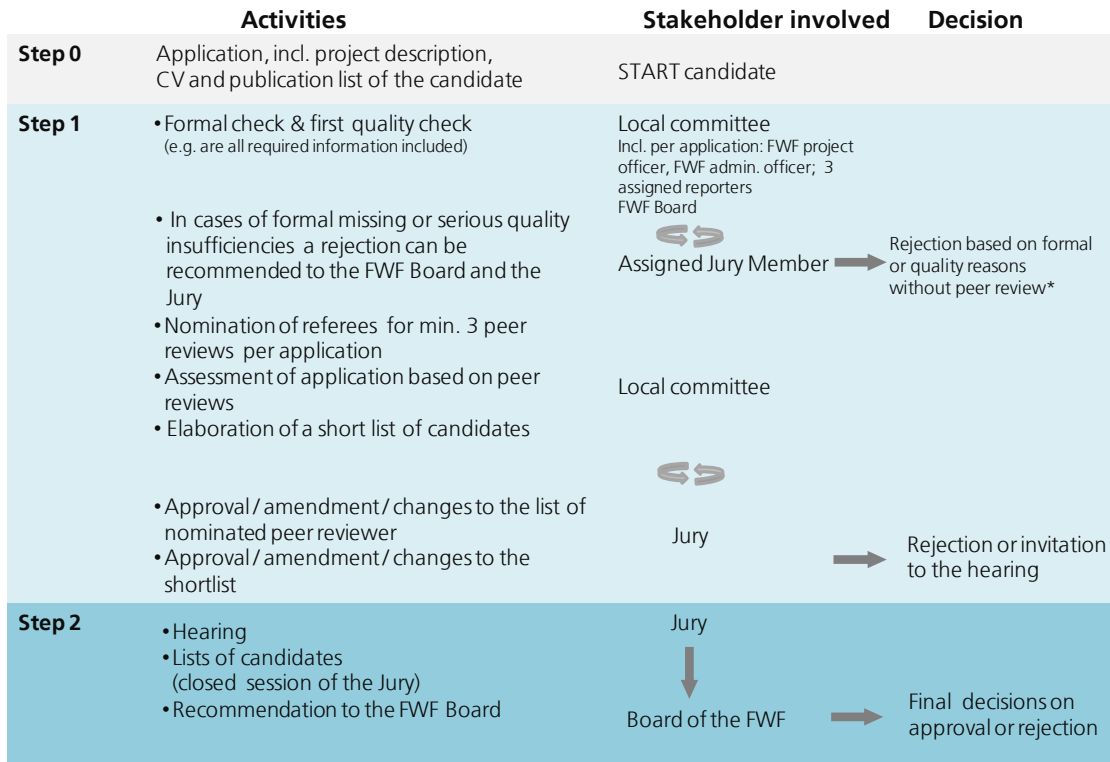 Activities
Stakeholder involved
Decision
Step 0
Application, incl. project description,
CV and publication list of the candidate
START candidate
Step 1
• Formal check & first quality check
(e.g. are all required information included)
Local committee
Incl. per application: FWF project
officer, FWF admin. officer; 3
assigned reporters
FWF Board
• In cases of formal missing or serious quality
insufficiencies a rejection can be
recommended to the FWF Board and the
Jury
Assigned Jury Member
Rejection based on formal
or quality reasons
without peer review*
• Nomination of referees for min. 3 peer
reviews per application
• Assessment of application based on peer
reviews
• Elaboration of a short list of candidates
Local committee
• Approval / amendment / changes to the list of
nominated peer reviewer
• Approval / amendment / changes to the
shortlist
Jury
Rejection or invitation
to the hearing
Step 2
• Hearing
• Lists of candidates
(closed session of the Jury)
• Recommendation to the FWF Board
Jury
Board of the FWF
Final decisions on
approval or rejection